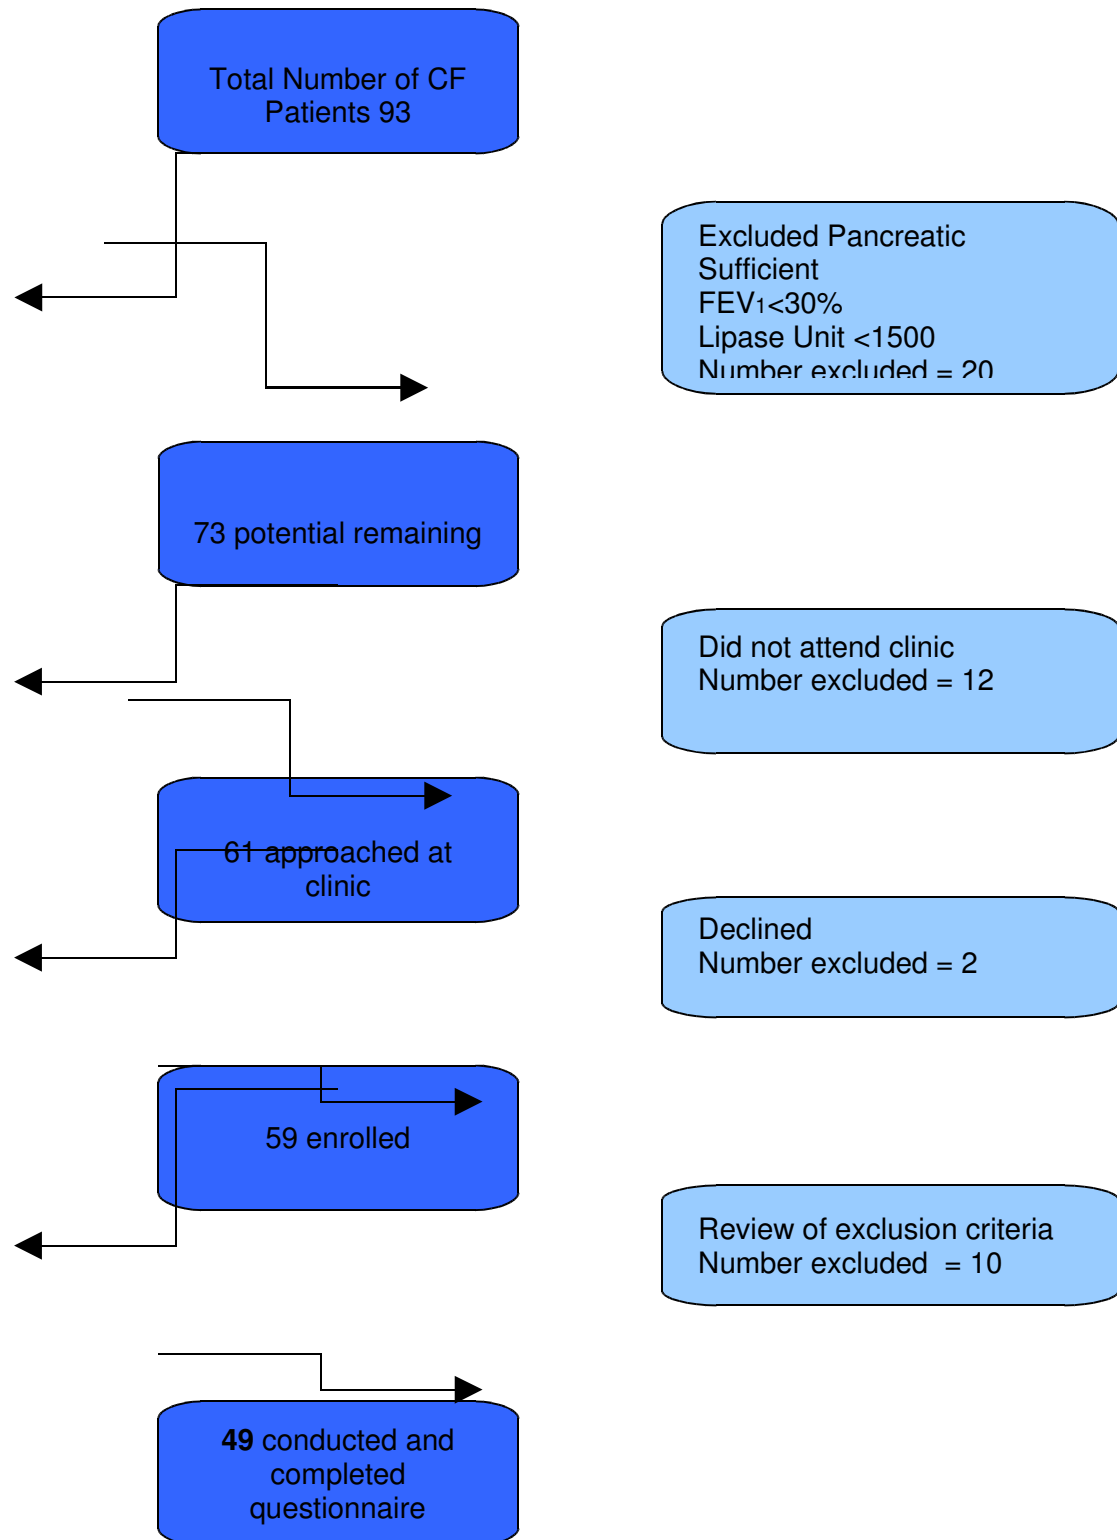 Total Number of CF
Patients 93
Excluded Pancreatic
Sufficient
FEV1<30%
Lipase Unit <1500
Number excluded = 20
73 potential remaining
Did not attend clinic
Number excluded = 12
61 approached at
clinic
Declined
Number excluded = 2
59 enrolled
Review of exclusion criteria
Number excluded  = 10
49 conducted and
completed
questionnaire